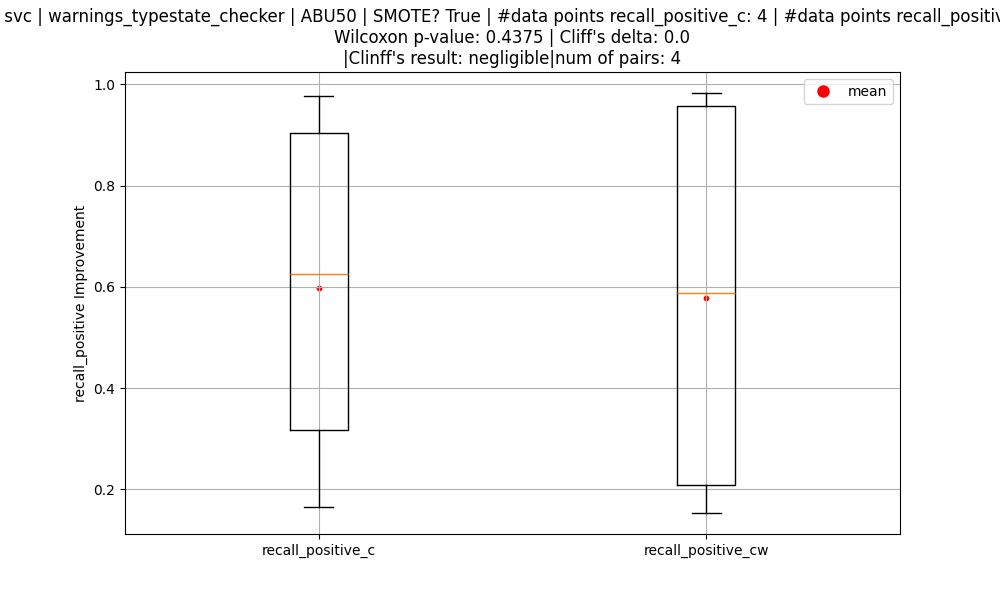 svc | warnings_typestate_checker | ABU50 | SMOTE? True | #data points recall_positive_c: 4 | #data points
Wilcoxon p-value: 0.4375 | Cliff's delta: 0.0
|Clinff's result: negligible|num of pairs: 4
1.0
mean
0.8
0.6
0.4
0.2
recall_positive Improvement
recall_positive_c
recall_positive_cw